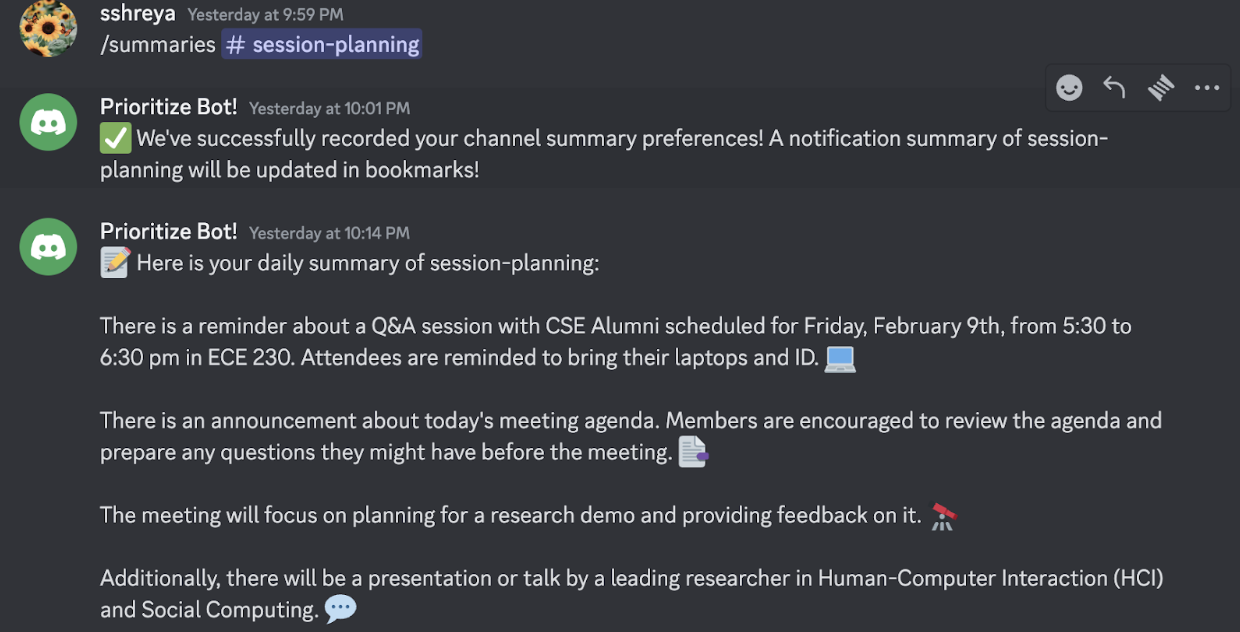 sshreya Yesterday at 9:59 PM
/summaries # session-planning
Prioritize Bot! Yesterday at 10:01 PM
✅ We've successfully recorded your channel summary preferences! A notification summary of session-
planning will be updated in bookmarks!
Prioritize Bot! Yesterday at 10:14 PM
📝 Here is your daily summary of session-planning:
There is a reminder about a Q&A session with CSE Alumni scheduled for Friday, February 9th, from 5:30 to
6:30 pm in ECE 230. Attendees are reminded to bring their laptops and ID. 💻
There is an announcement about today's meeting agenda. Members are encouraged to review the agenda and
prepare any questions they might have before the meeting.
The meeting will focus on planning for a research demo and providing feedback on it. 🔭
Additionally, there will be a presentation or talk by a leading researcher in Human-Computer Interaction (HCI)
and Social Computing. 💬